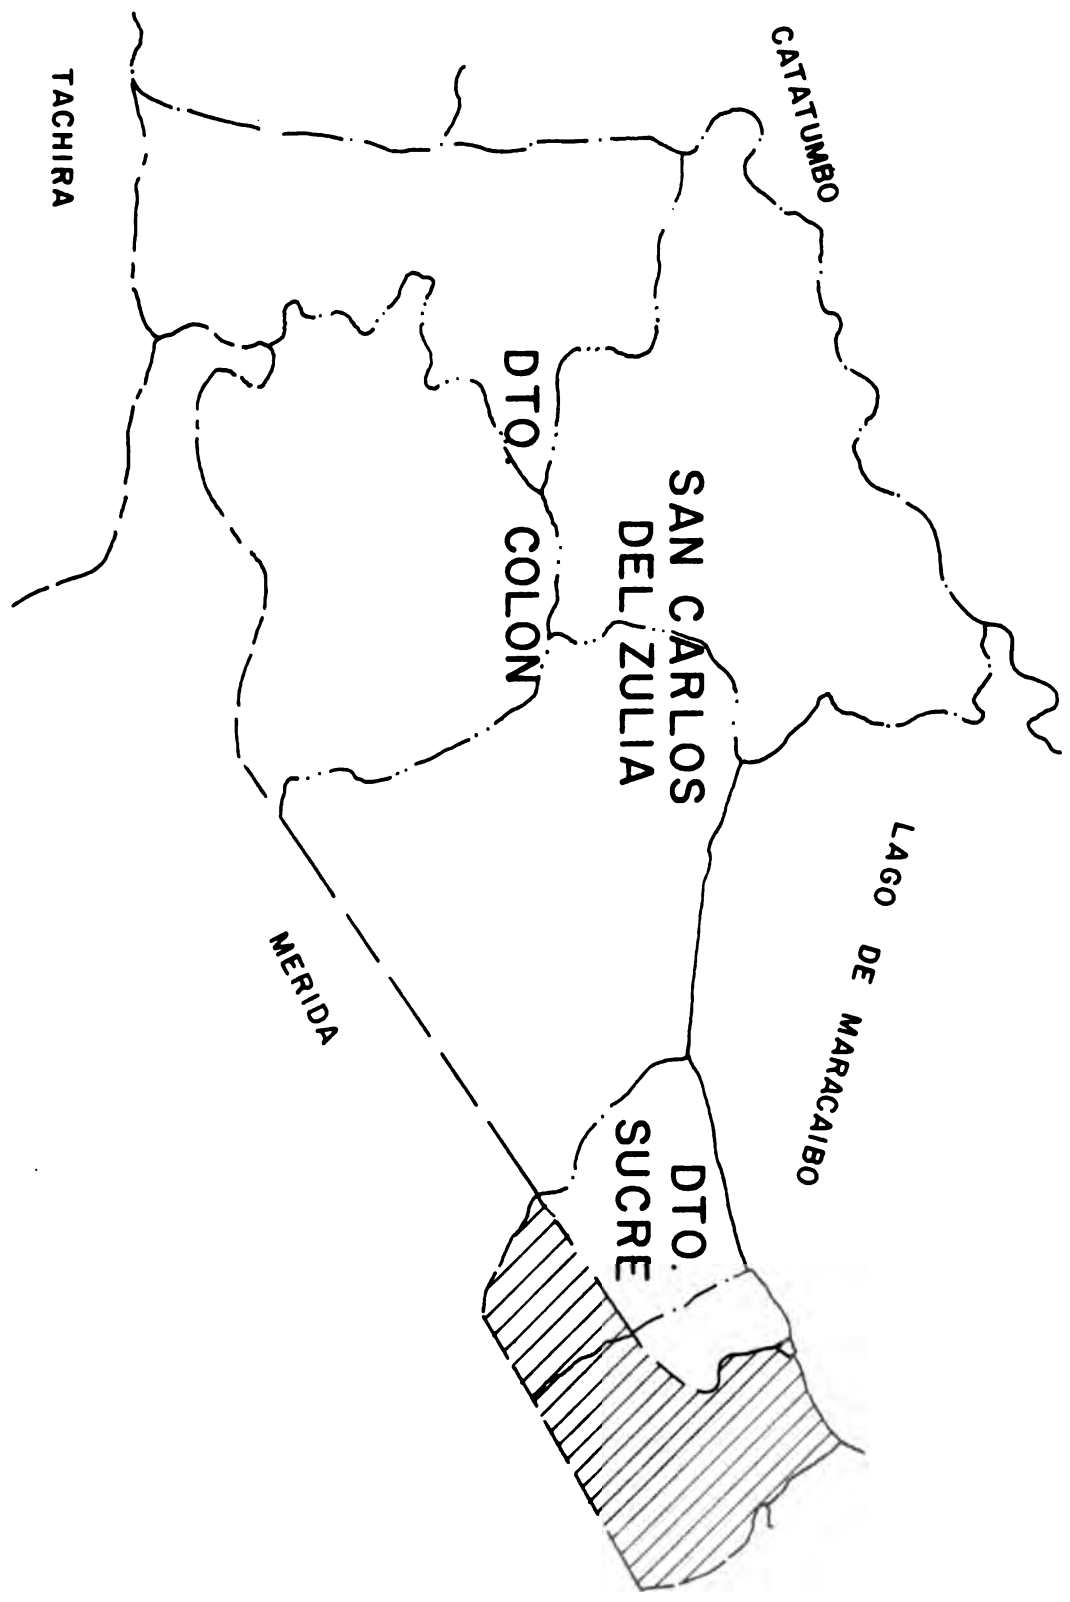 CATATUMBO
LAGO DE MARACAIBO
SAN CARLOS
DEL ZULIA
DTO.
SUCRE
DTO. COLON
MERIDA
TACHIRA